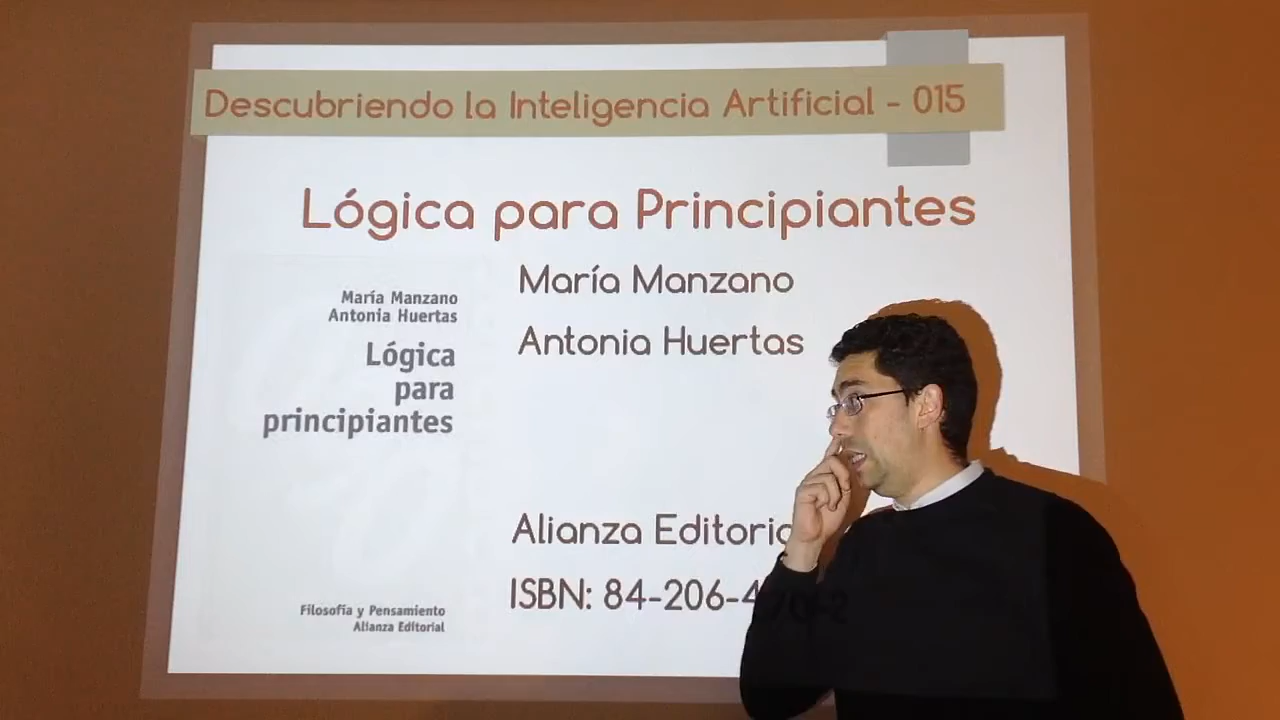 Descubriendo la Inteligencia Artificial - 015
Lógica para Principiantes
María Manzano
Antonia Huertas
María Manzano
Antonia Huertas
Lógica
para
principiantes
Alianza Editorial
ISBN: 84-206-4
Filosofía y Pensamiento
Alianza Editorial